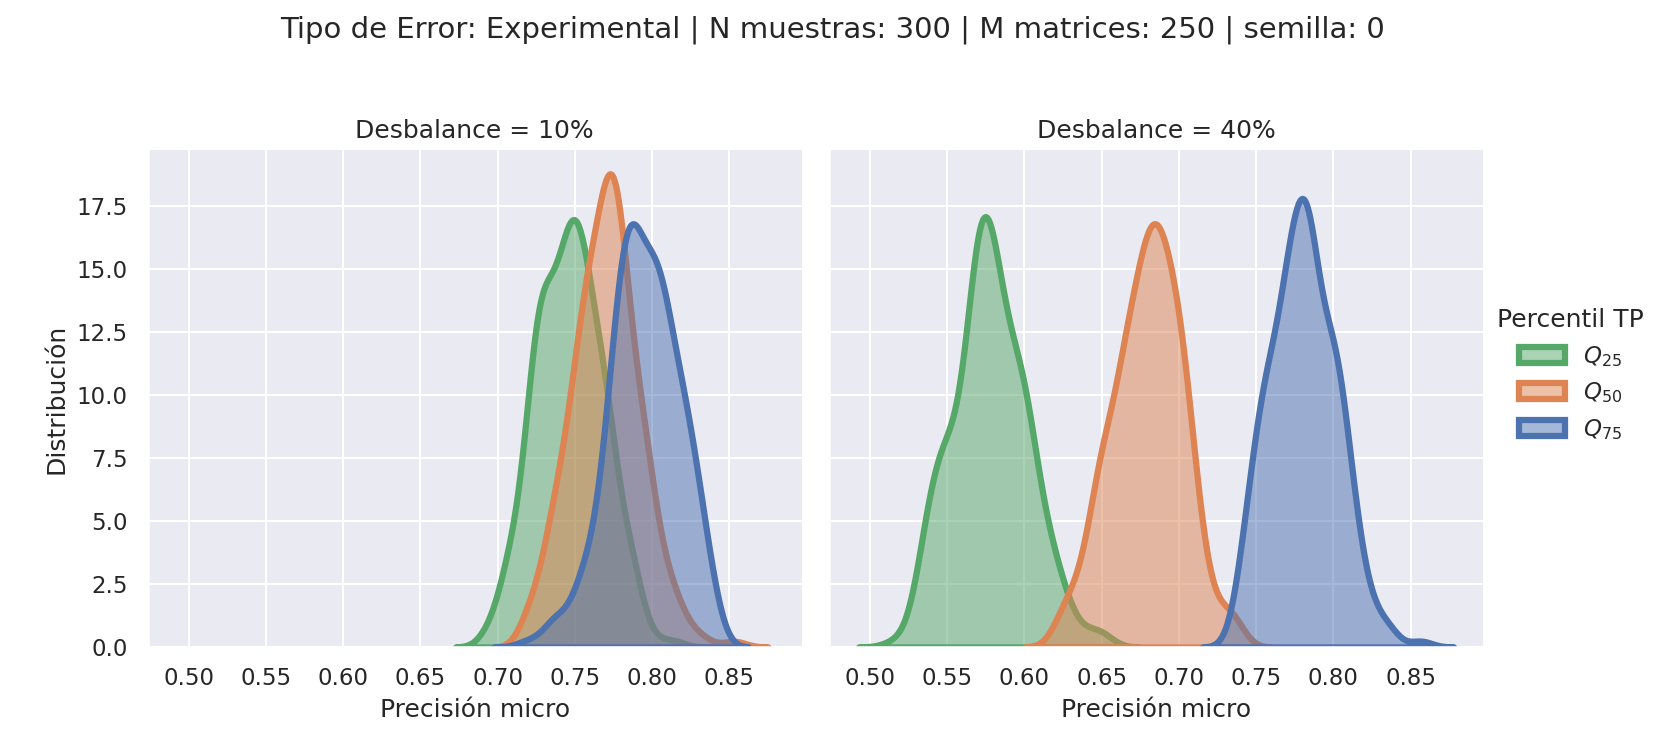 Tipo de Error: Experimental | N muestras: 300 | M matrices: 250 | semilla: 0
Desbalance = 10%
Desbalance = 40%
Distribución
17.5
15.0
12.5
10.0
7.5
5.0
2.5
0.0
0.50 0.55 0.60 0.65 0.70 0.75 0.80 0.85
0.50 0.55 0.60 0.65 0.70 0.75 0.80 0.85
Precisión micro
Precisión micro
Percentil TP
Q25
Q50
Q75